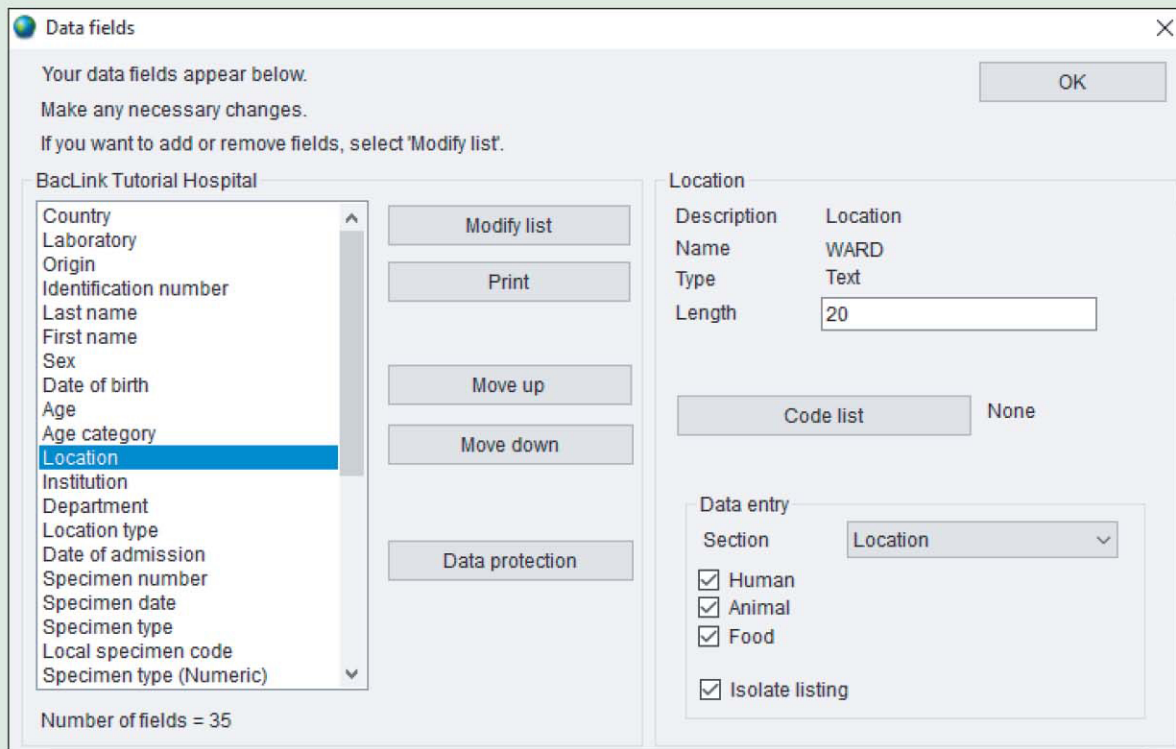 Data fields
Your data fields appear below.
Make any necessary changes.
If you want to add or remove fields, select 'Modify list'.
OK
BacLink Tutorial Hospital
Country
Laboratory
Origin
Identification number
Last name
First name
Sex
Date of birth
Age
Age category
Location
Institution
Department
Location type
Date of admission
Specimen number
Specimen date
Specimen type
Local specimen code
Specimen type (Numeric)
Number of fields = 35
Modify list
Print
Move up
Move down
Data protection
Location
Description Location
Name WARD
Type Text
Length 20
Code list None
Data entry
Section Location
Human
Animal
Food
Isolate listing